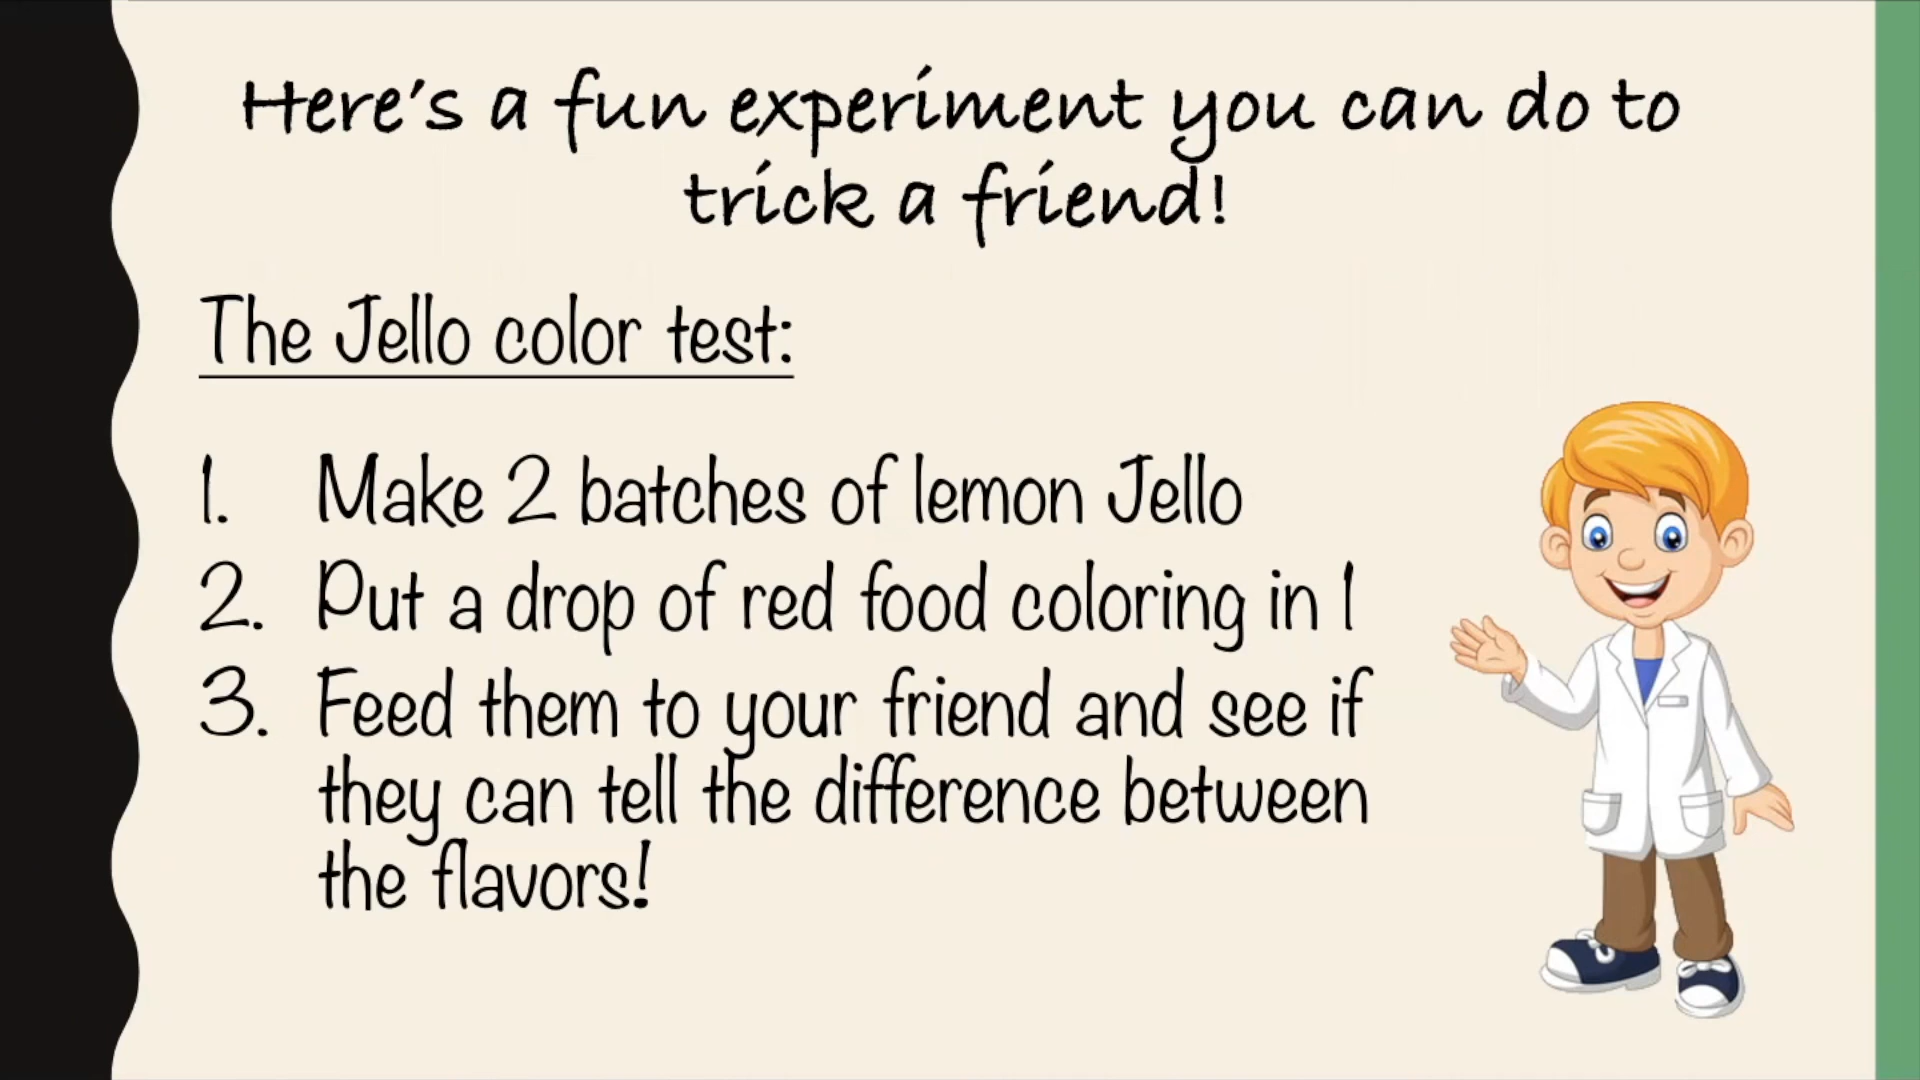 Here's a fun experiment you can do to
trick a friend!
The Jello color test:
1. Make 2 batches of lemon Jello
2. Put a drop of red food coloring in 1
3. Feed them to your friend and see if
they can tell the difference between
the flavors!